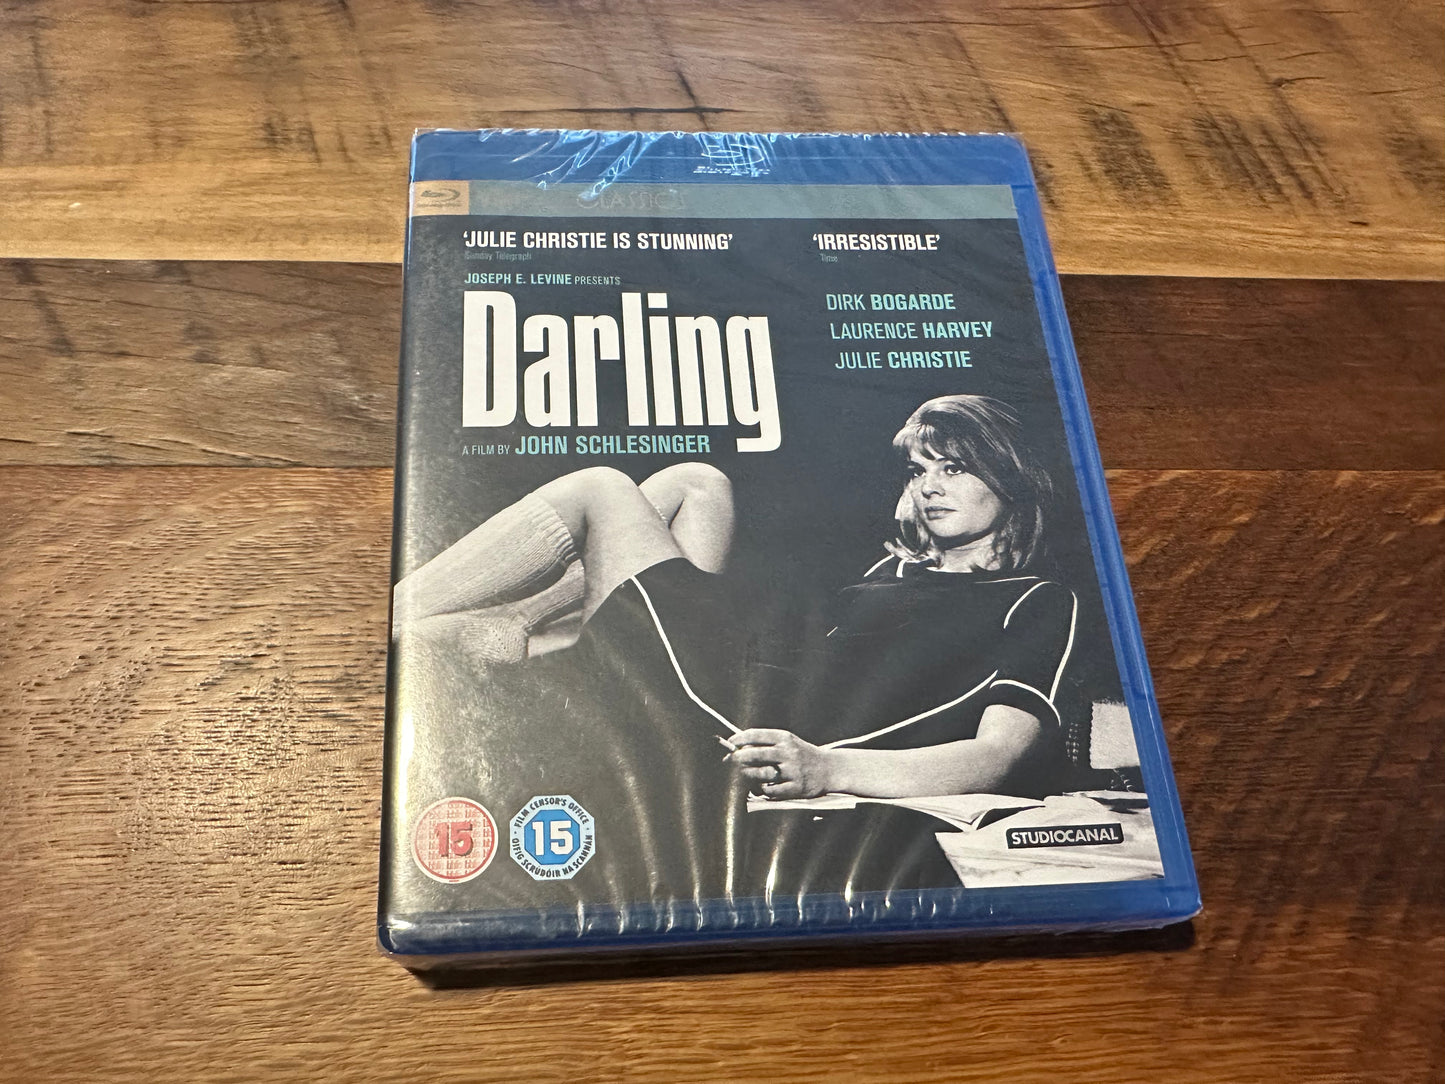 CLASSICS
'JULIE CHRISTIE IS STUNNING'
Sunday Telegraph
'IRRESISTIBLE'
Time
JOSEPH E. LEVINE PRESENTS
Darling
A FILM BY JOHN SCHLESINGER
DIRK BOGARDE
LAURENCE HARVEY
JULIE CHRISTIE
15
FILM CENSOR'S OFFICE
15
OIFIG SCRÚDÓIR NA SCANNÁN
STUDIOCANAL